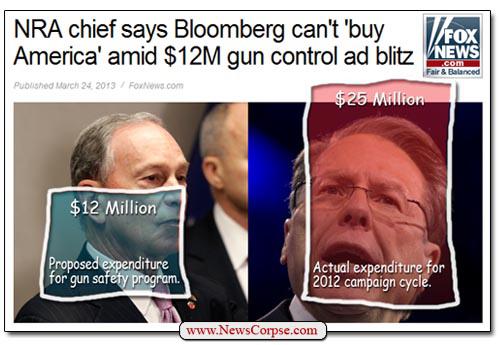 NRA chief says Bloomberg can't 'buy
America' amid $12M gun control ad blitz
Published March 24, 2013 / FoxNews.com
FOX
NEWS
.com
Fair & Balanced
$12 Million
Proposed expenditure
for gun safety program.
$25 Million
Actual expenditure for
2012 campaign cycle.
www.NewsCorpse.com